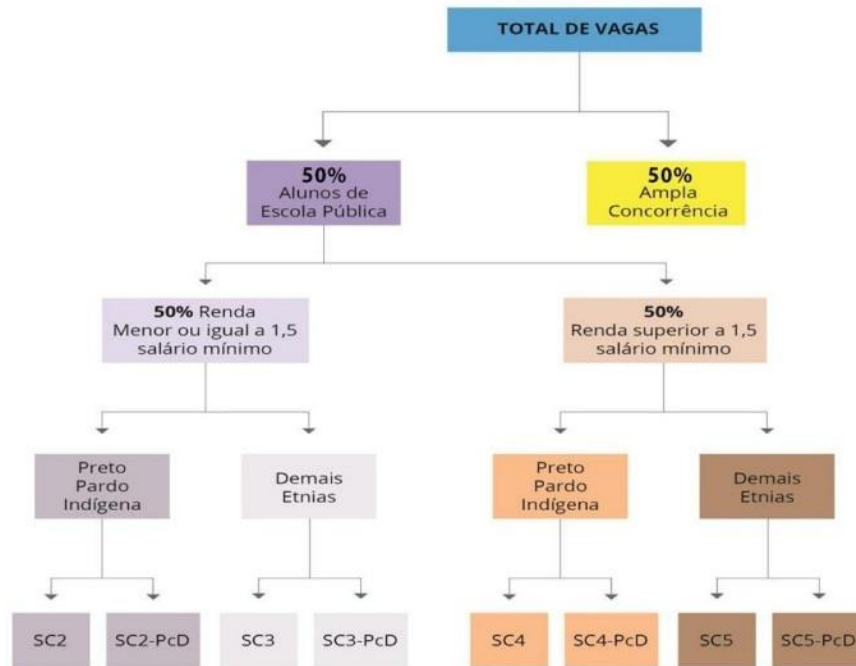 TOTAL DE VAGAS
50%
Alunos de
Escola Pública
50%
Ampla
Concorrência
50% Renda
Menor ou igual a 1,5
salário mínimo
50%
Renda superior a 1,5
salário mínimo
Preto
Pardo
Indígena
Demais
Etnias
Preto
Pardo
Indígena
Demais
Etnias
SC2
SC2-PcD
SC3
SC3-PcD
SC4
SC4-PcD
SC5
SC5-PcD